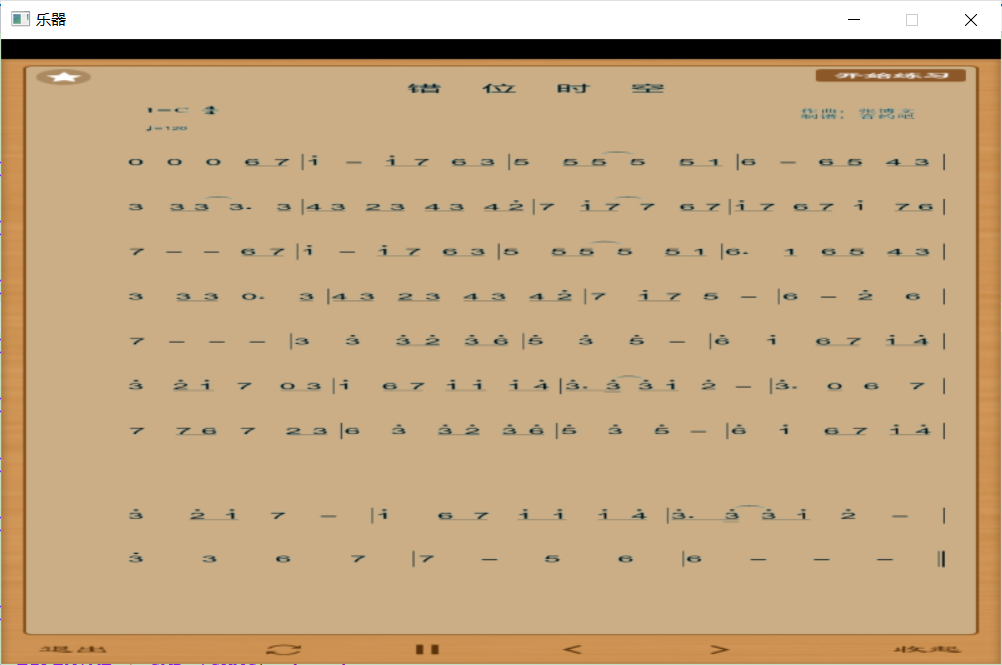 乐器
开始练习
错 位 时 空
1=C 4/4
作曲：张博文
制谱：音约吧
♩=120
0 0 0 6 7 | i̇ – i̇ 7 6 3 | 5 5 5 5 5 1 | 6 – 6 5 4 3 |
3 3 3 3. 3 | 4 3 2 3 4 3 4 2̇ | 7 i̇ 7 7 6 7 | i̇ 7 6 7 i̇ 7 6 |
7 – – 6 7 | i̇ – i̇ 7 6 3 | 5 5 5 5 5 1 | 6. 1 6 5 4 3 |
3 3 3 0. 3 | 4 3 2 3 4 3 4 2̇ | 7 i̇ 7 5 – | 6 – 2̇ 6 |
7 – – – | 3 3̇ 3̇ 2̇ 3̇ 6̇ | 5̇ 3̇ 5̇ – | 6̇ i̇ 6 7 i̇ 4̇ |
3̇ 2̇ i̇ 7 0 3 | i̇ 6 7 i̇ i̇ i̇ 4̇ | 3̇. 3̇ 3̇ i̇ 2̇ – | 3̇. 0 6 7 |
7 7 6 7 2 3 | 6 3̇ 3̇ 2̇ 3̇ 6̇ | 5̇ 3̇ 5̇ – | 6̇ i̇ 6 7 i̇ 4̇ |
3̇ 2̇ i̇ 7 – | i̇ 6 7 i̇ i̇ i̇ 4̇ | 3̇. 3̇ 3̇ i̇ 2̇ – |
3̇ 3 6 7 | 7 – 5 6 | 6 – – – ‖
退出
收起